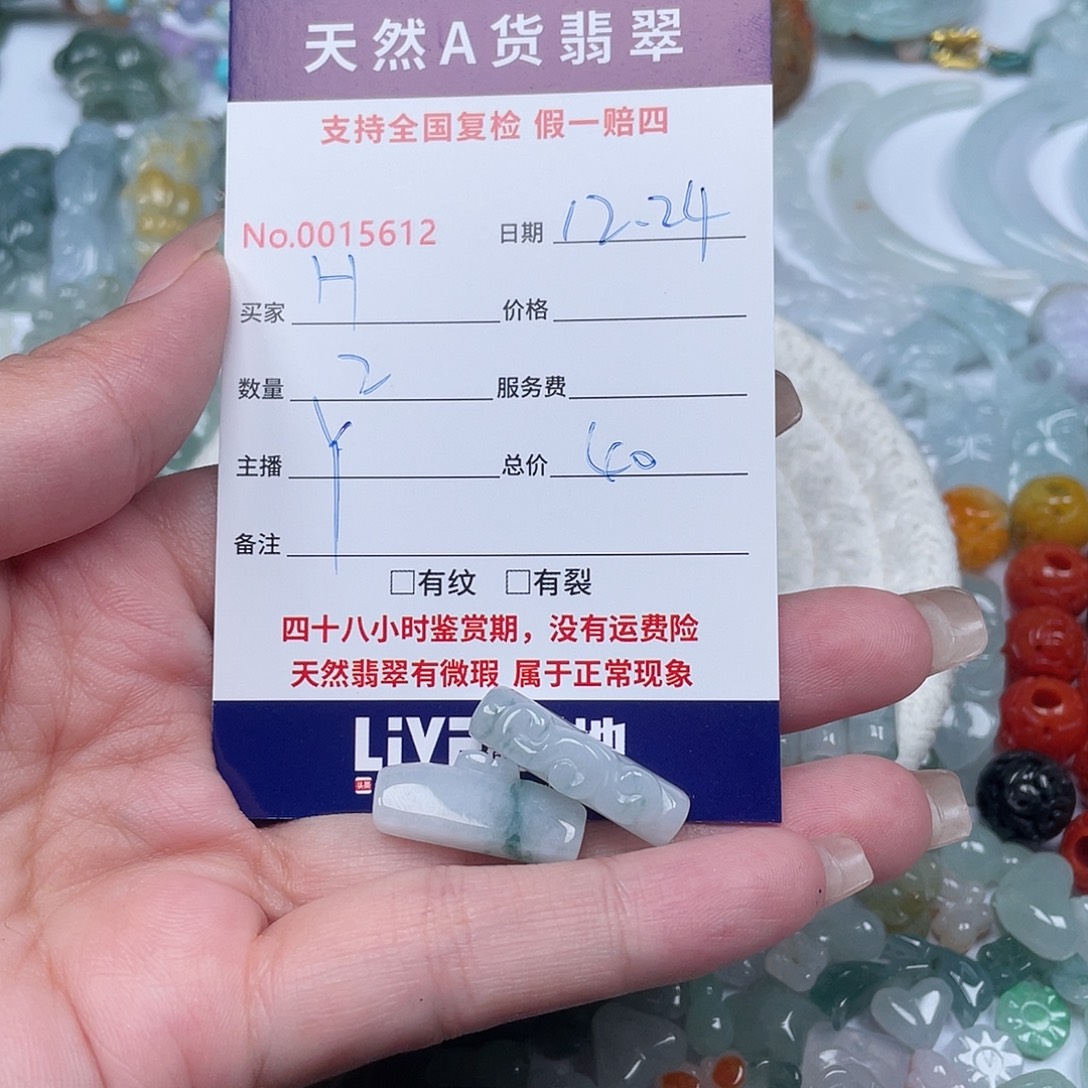 天然A货翡翠
支持全国复检 假一赔四
No.0015612 日期 12-24
买家 H 价格
数量 2 服务费
主播 Y 总价 40
备注
□有纹 □有裂
四十八小时鉴赏期，没有运费险
天然翡翠有微瑕 属于正常现象
LiVE 地